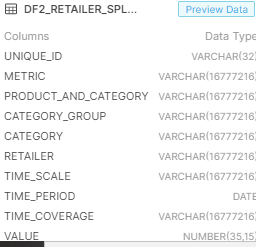 DF2_RETAILER_SPL... Preview Data
Columns Data Type
UNIQUE_ID VARCHAR(32)
METRIC VARCHAR(16777216)
PRODUCT_AND_CATEGORY VARCHAR(16777216)
CATEGORY_GROUP VARCHAR(16777216)
CATEGORY VARCHAR(16777216)
RETAILER VARCHAR(16777216)
TIME_SCALE VARCHAR(16777216)
TIME_PERIOD DATE
TIME_COVERAGE VARCHAR(16777216)
VALUE NUMBER(35,15)